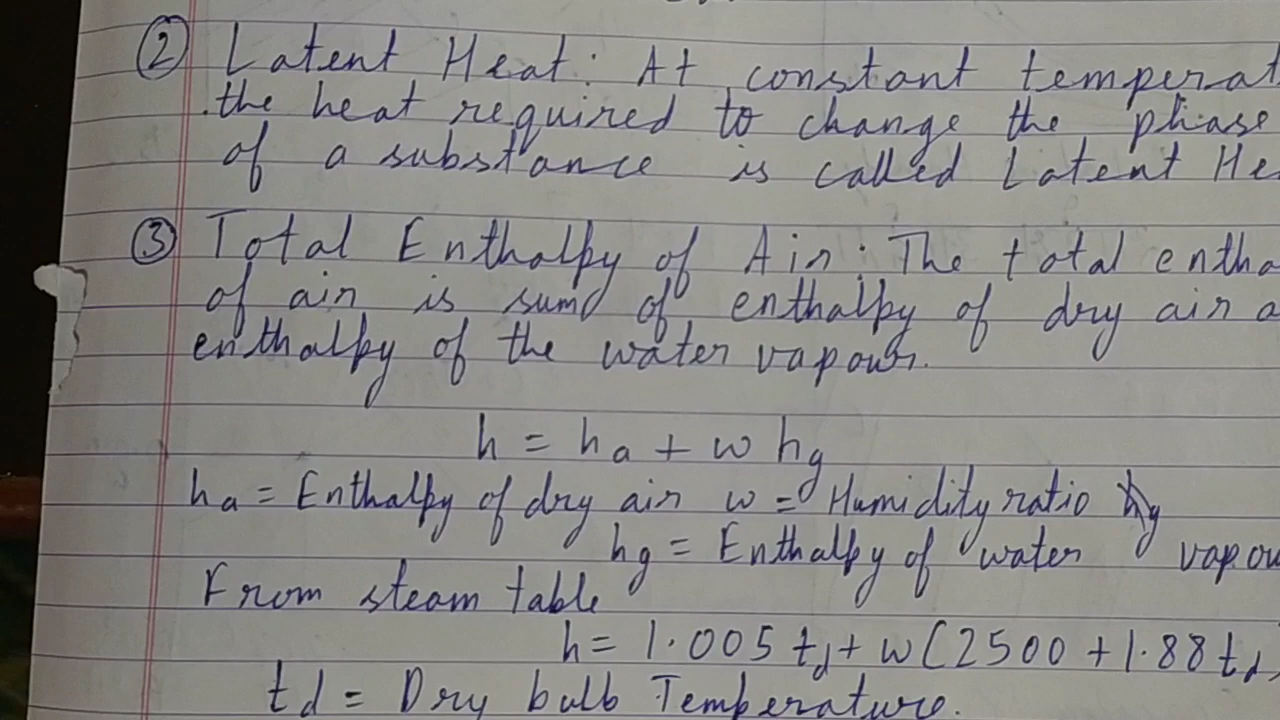 ② Latent Heat: At constant temperat
the heat required to change the phase
of a substance is called Latent He
③ Total Enthalpy of Air: The total entha
of air is sum of enthalpy of dry air a
enthalpy of the water vapour.
h = ha + w hg
ha = Enthalpy of dry air w = Humidity ratio
hg = Enthalpy of water vapou
From steam table
h = 1.005 td + w(2500 + 1.88 td)
td = Dry bulb Temperature.